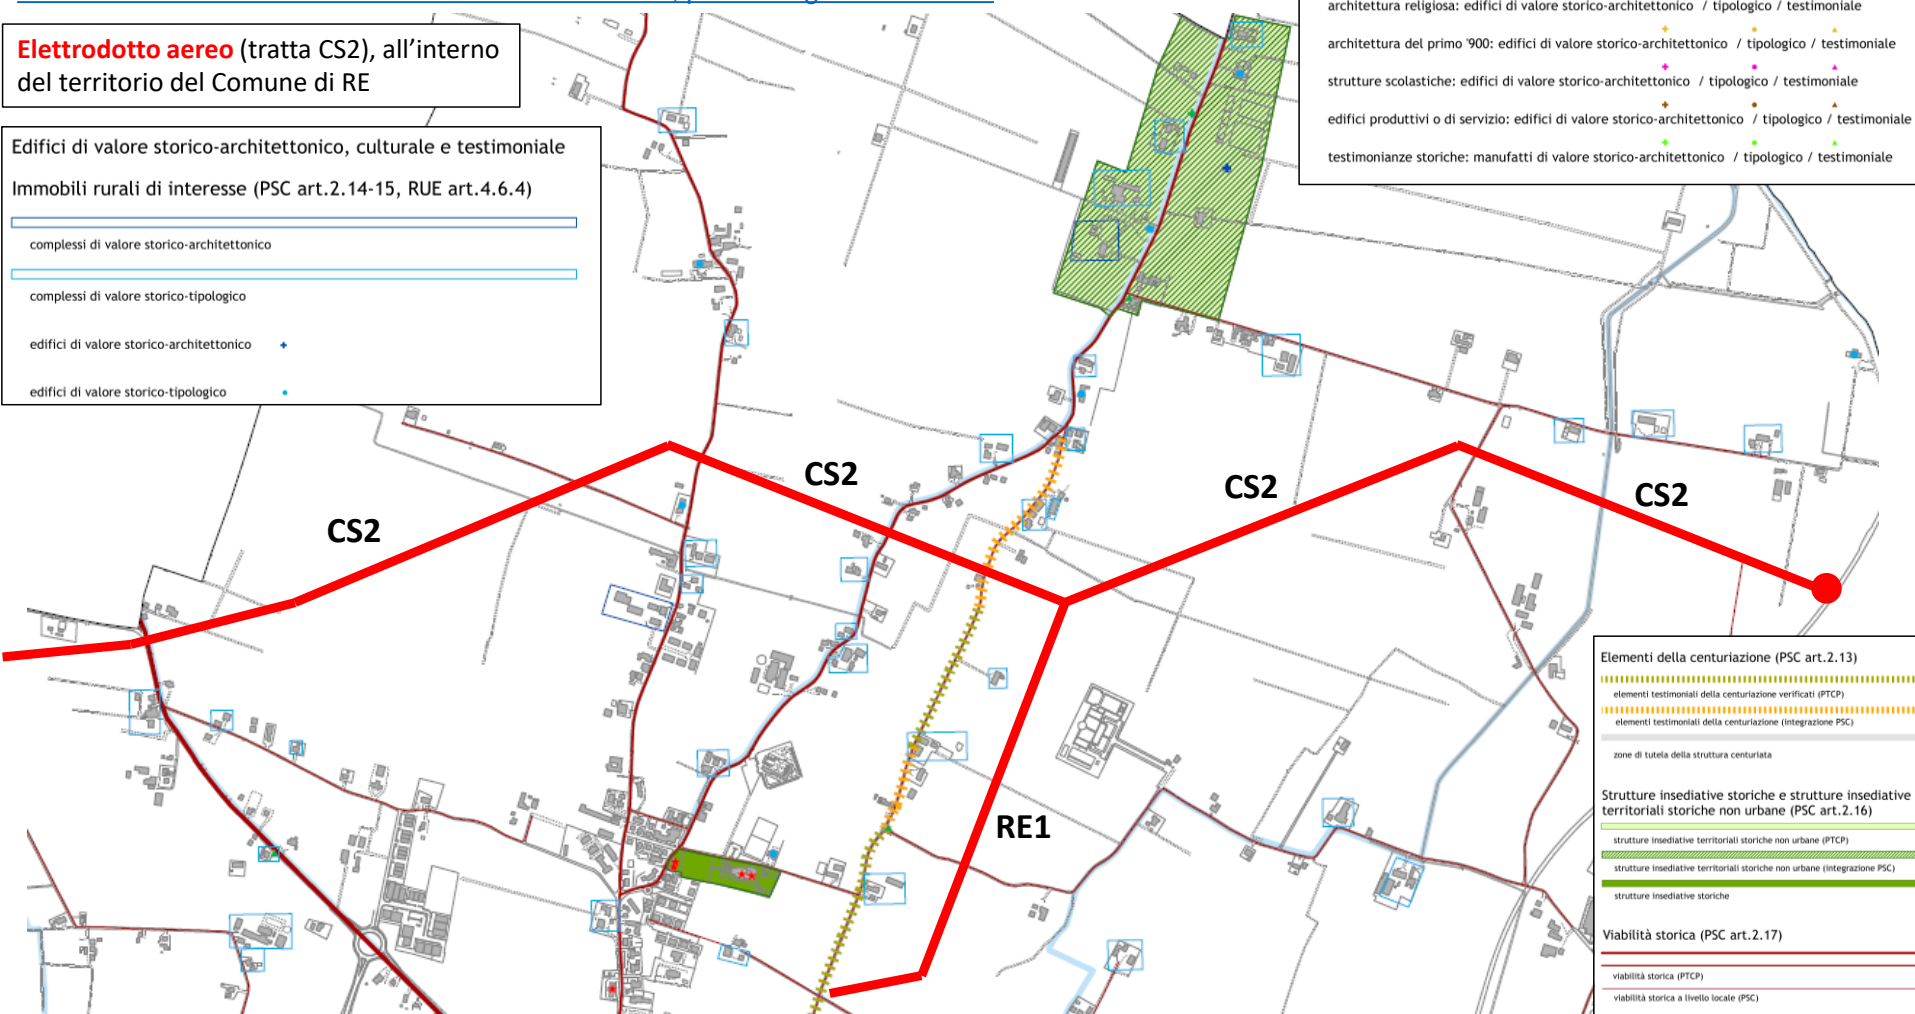 Elettrodotto aereo (tratta CS2), all'interno
del territorio del Comune di RE
Edifici di valore storico-architettonico, culturale e testimoniale
Immobili rurali di interesse (PSC art.2.14-15, RUE art.4.6.4)
complessi di valore storico-architettonico
complessi di valore storico-tipologico
edifici di valore storico-architettonico
edifici di valore storico-tipologico
architettura religiosa: edifici di valore storico-architettonico / tipologico / testimoniale
architettura del primo '900: edifici di valore storico-architettonico / tipologico / testimoniale
strutture scolastiche: edifici di valore storico-architettonico / tipologico / testimoniale
edifici produttivi o di servizio: edifici di valore storico-architettonico / tipologico / testimoniale
testimonianze storiche: manufatti di valore storico-architettonico / tipologico / testimoniale
CS2
CS2
CS2
CS2
RE1
Elementi della centuriazione (PSC art.2.13)
elementi testimoniali della centuriazione verificati (PTCP)
elementi testimoniali della centuriazione (integrazione PSC)
zone di tutela della struttura centuriata
Strutture insediative storiche e strutture insediative
territoriali storiche non urbane (PSC art.2.16)
strutture insediative territoriali storiche non urbane (PTCP)
strutture insediative territoriali storiche non urbane (integrazione PSC)
strutture insediative storiche
Viabilità storica (PSC art.2.17)
viabilità storica (PTCP)
viabilità storica a livello locale (PSC)